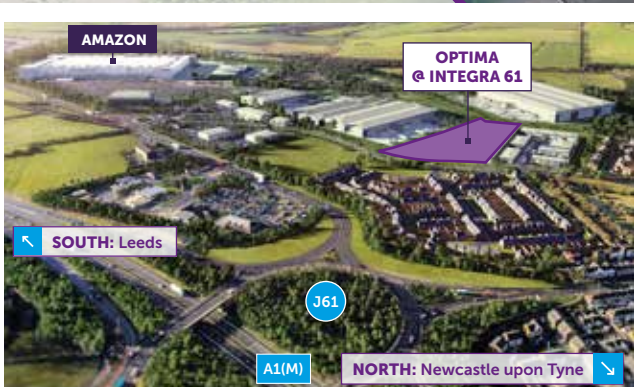 AMAZON
OPTIMA
@ INTEGRA 61
SOUTH: Leeds
J61
A1(M)
NORTH: Newcastle upon Tyne